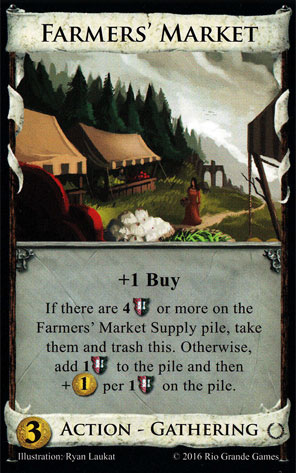 FARMERS' MARKET
+1 Buy
If there are 4 or more on the
Farmers' Market Supply pile, take
them and trash this. Otherwise,
add 1 to the pile and then
+ 1 per 1 on the pile.
3 ACTION - GATHERING
Illustration: Ryan Laukat © 2016 Rio Grande Games